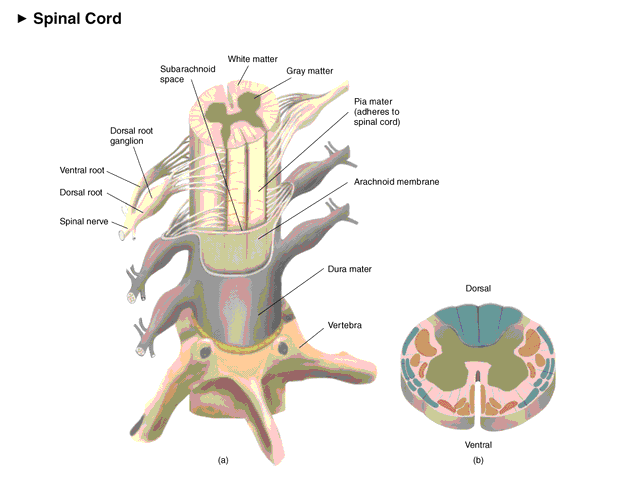 ► Spinal Cord
White matter
Subarachnoid
space
Gray matter
Pia mater
(adheres to
spinal cord)
Dorsal root
ganglion
Ventral root
Dorsal root
Spinal nerve
Arachnoid membrane
Dura mater
Vertebra
Dorsal
Ventral
(a)
(b)